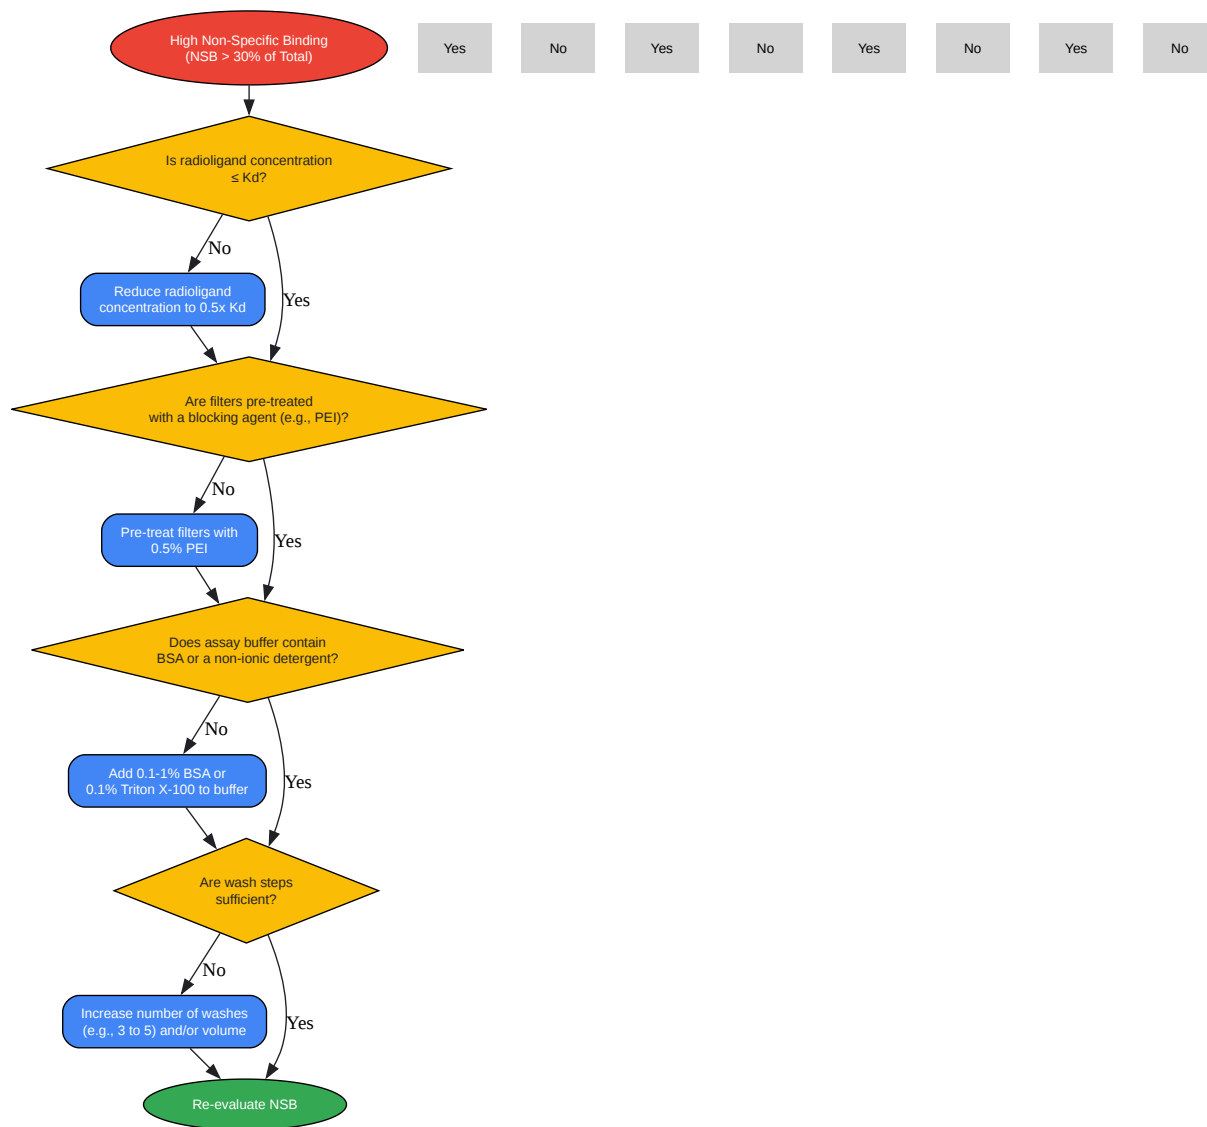 High Non-Specific Binding
(NSB > 30% of Total)
Yes
No
Yes
No
Yes
No
Yes
No
Is radioligand concentration
≤ Kd?
No
Reduce radioligand
concentration to 0.5x Kd
Yes
Are filters pre-treated
with a blocking agent (e.g., PEI)?
No
Pre-treat filters with
0.5% PEI
Yes
Does assay buffer contain
BSA or a non-ionic detergent?
No
Add 0.1-1% BSA or
0.1% Triton X-100 to buffer
Yes
Are wash steps
sufficient?
No
Increase number of washes
(e.g., 3 to 5) and/or volume
Yes
Re-evaluate NSB